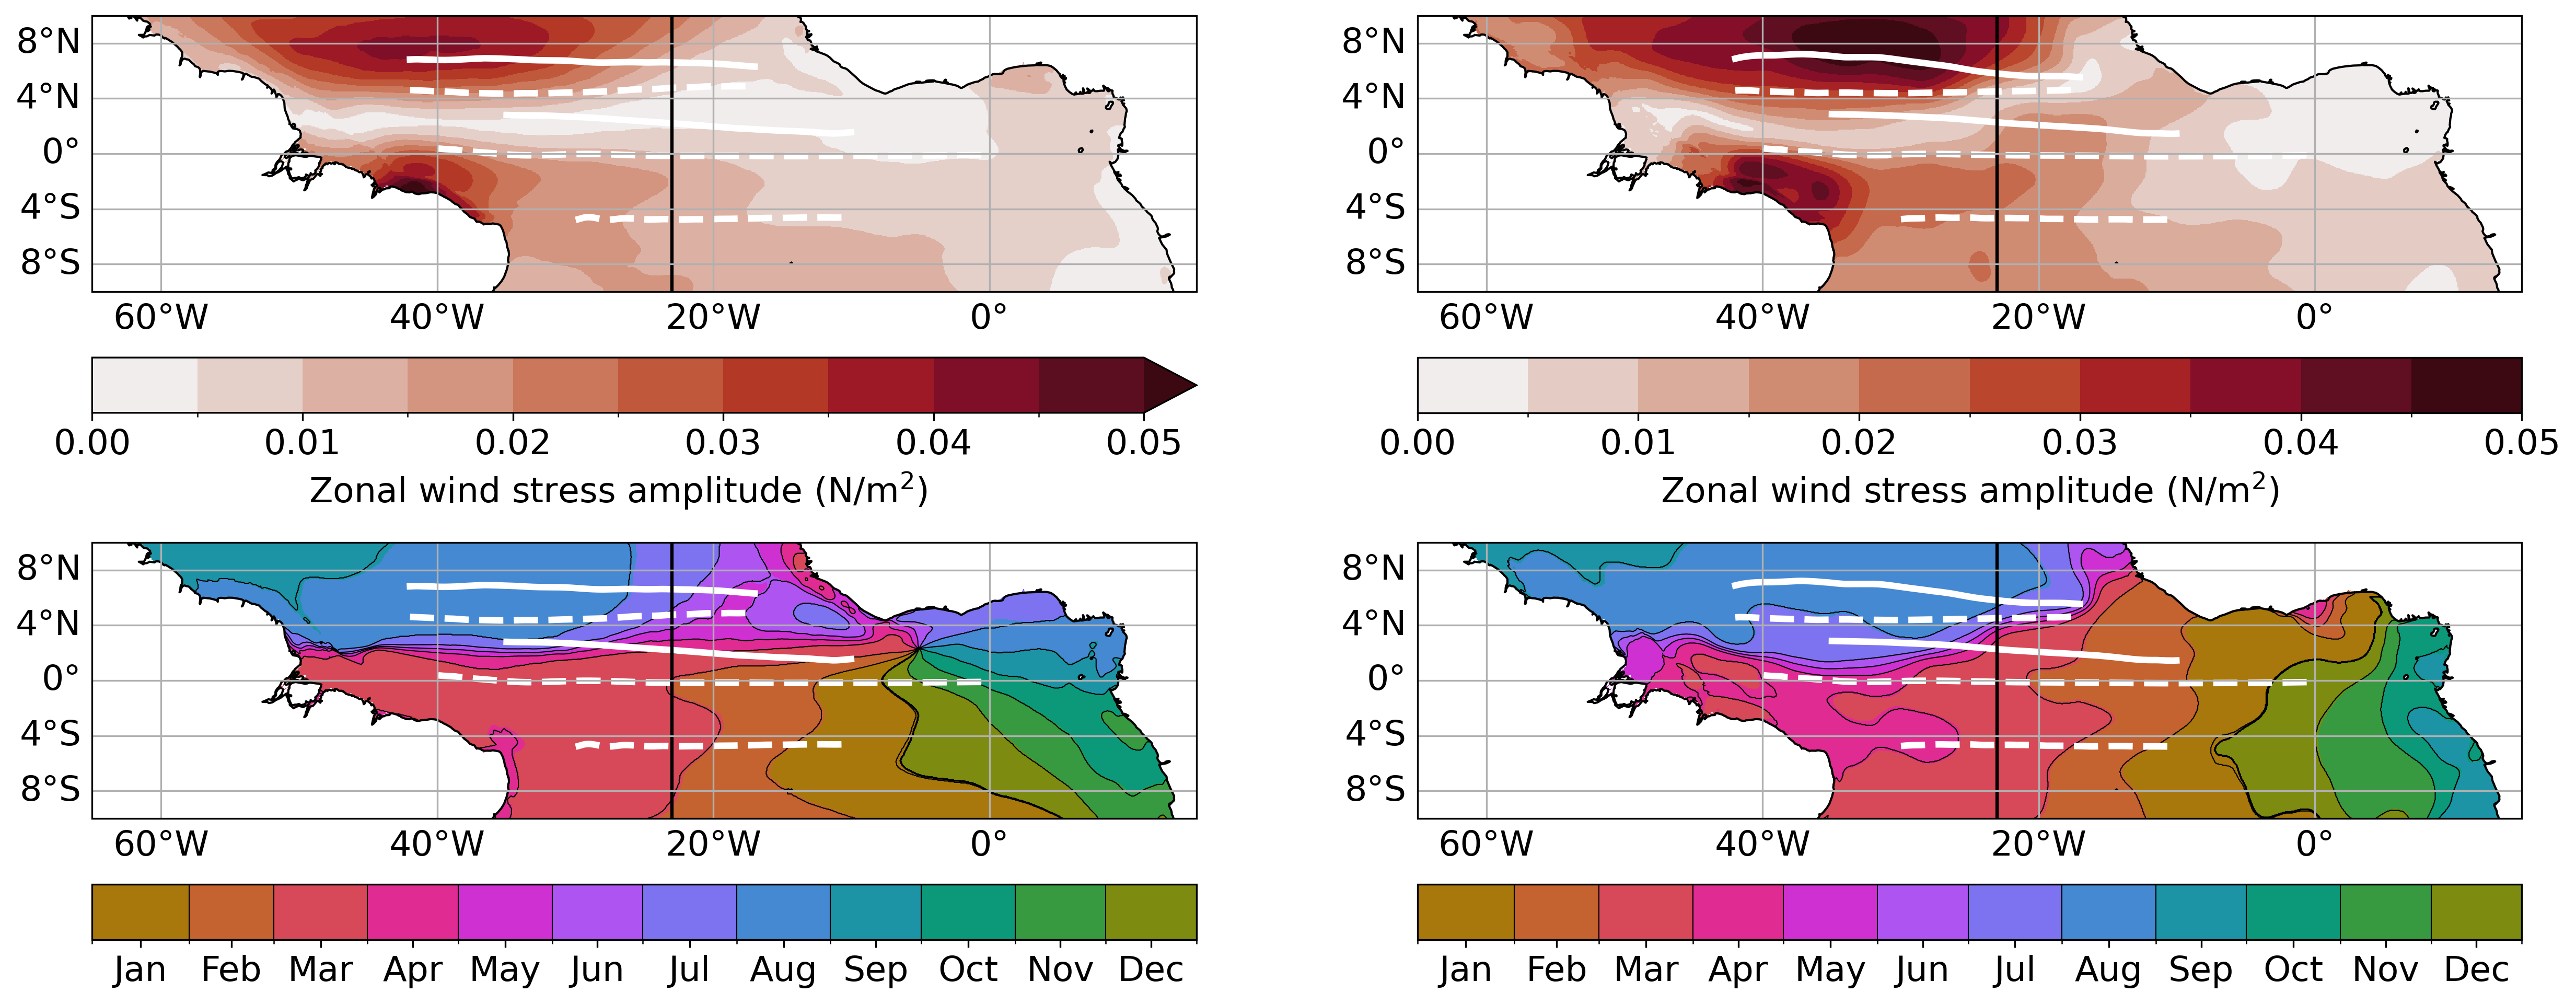 8°N 8°N
4°N 4°N
0° 0°
4°S 4°S
8°S 8°S
60°W 40°W 20°W 0° 60°W 40°W 20°W 0°
0.00 0.01 0.02 0.03 0.04 0.05 0.00 0.01 0.02 0.03 0.04 0.05
Zonal wind stress amplitude (N/m²) Zonal wind stress amplitude (N/m²)
8°N 8°N
4°N 4°N
0° 0°
4°S 4°S
8°S 8°S
60°W 40°W 20°W 0° 60°W 40°W 20°W 0°
Jan Feb Mar Apr May Jun Jul Aug Sep Oct Nov Dec Jan Feb Mar Apr May Jun Jul Aug Sep Oct Nov Dec